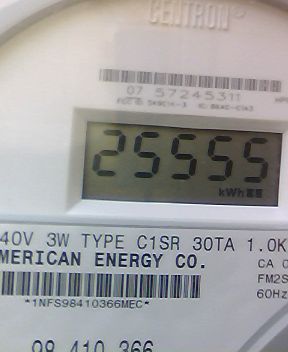 CENTRON®
07 57245311
25555
kWh
40V 3W TYPE C1SR 30TA 1.0K
MERICAN ENERGY CO.
CA 0
FM2S
60Hz
*1NFS98410366MEC*
98 410 366